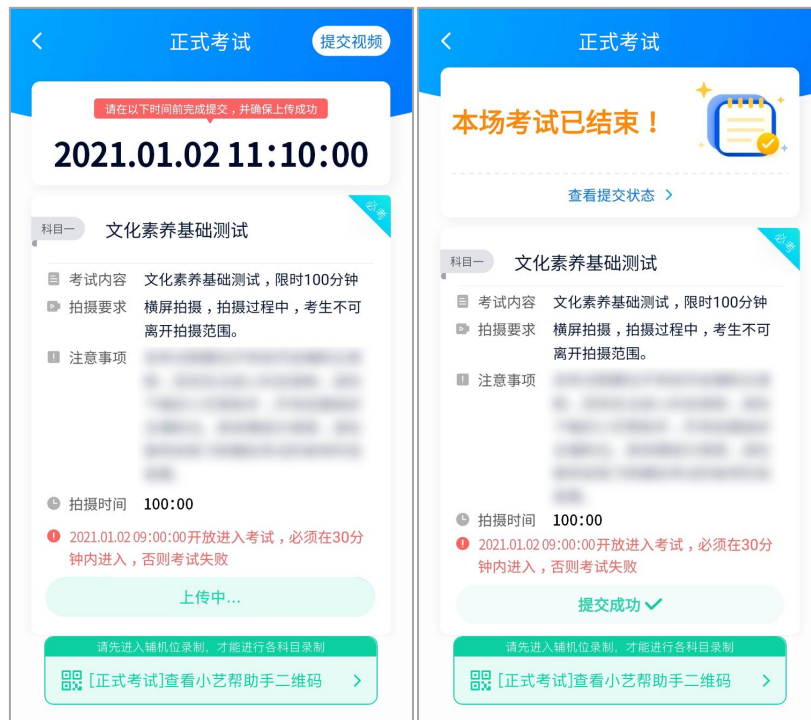 正式考试
提交视频
请在以下时间前完成提交，并确保上传成功
2021.01.02 11:10:00
必考
科目一
文化素养基础测试
考试内容 文化素养基础测试，限时100分钟
拍摄要求 横屏拍摄，拍摄过程中，考生不可
离开拍摄范围。
注意事项
拍摄时间 100:00
2021.01.02 09:00:00开放进入考试，必须在30分
钟内进入，否则考试失败
上传中...
请先进入辅机位录制，才能进行各科目录制
[正式考试]查看小艺帮助手二维码
正式考试
本场考试已结束！
查看提交状态
必考
科目一
文化素养基础测试
考试内容 文化素养基础测试，限时100分钟
拍摄要求 横屏拍摄，拍摄过程中，考生不可
离开拍摄范围。
注意事项
拍摄时间 100:00
2021.01.02 09:00:00开放进入考试，必须在30分
钟内进入，否则考试失败
提交成功
请先进入辅机位录制，才能进行各科目录制
[正式考试]查看小艺帮助手二维码